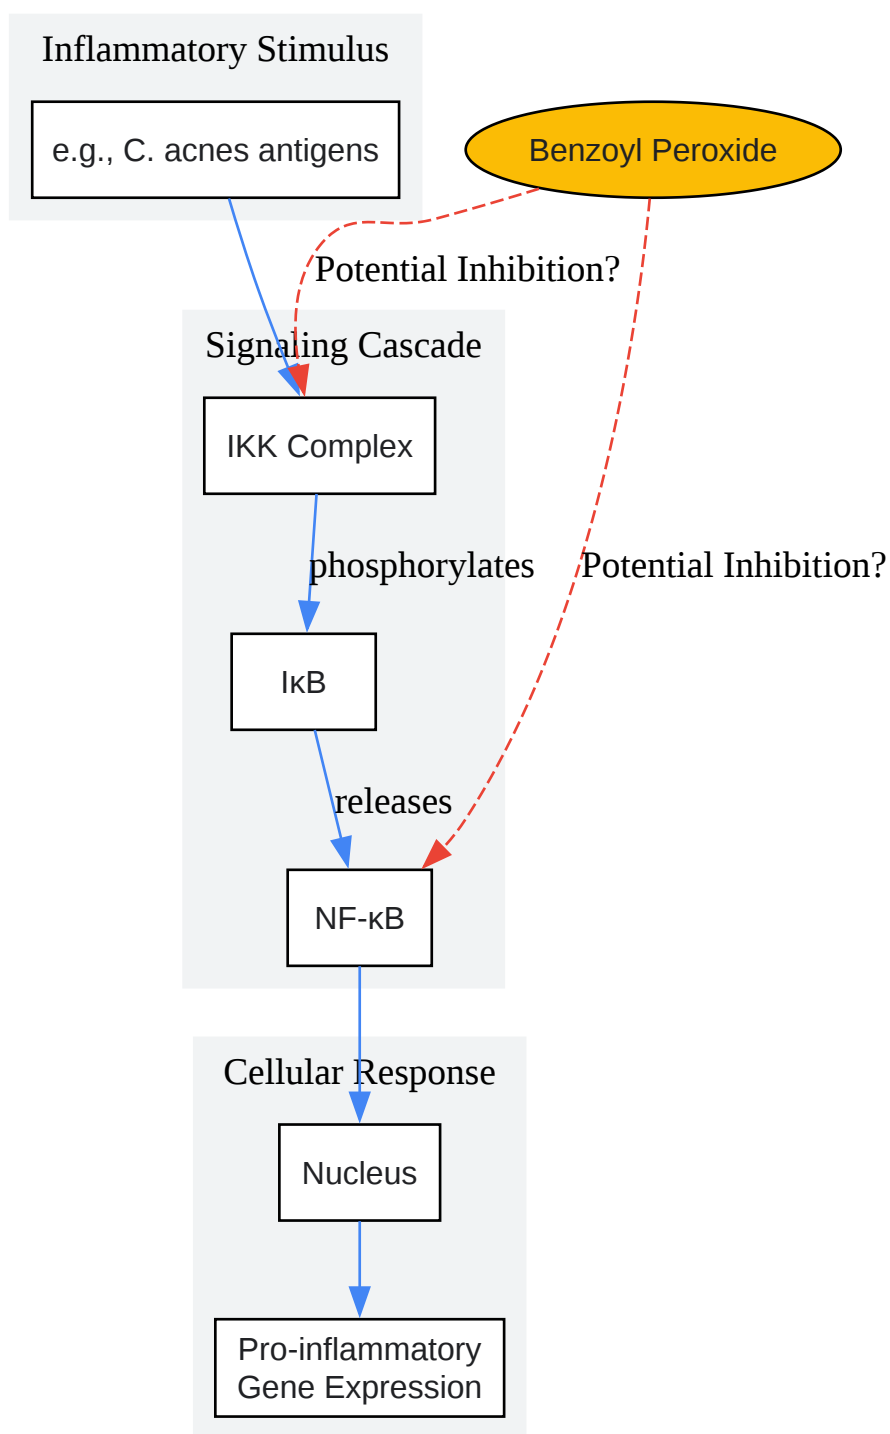 Inflammatory Stimulus
e.g., C. acnes antigens
Benzoyl Peroxide
Potential Inhibition?
Signaling Cascade
IKK Complex
phosphorylates
Potential Inhibition?
IκB
releases
NF-κB
Cellular Response
Nucleus
Pro-inflammatory
Gene Expression